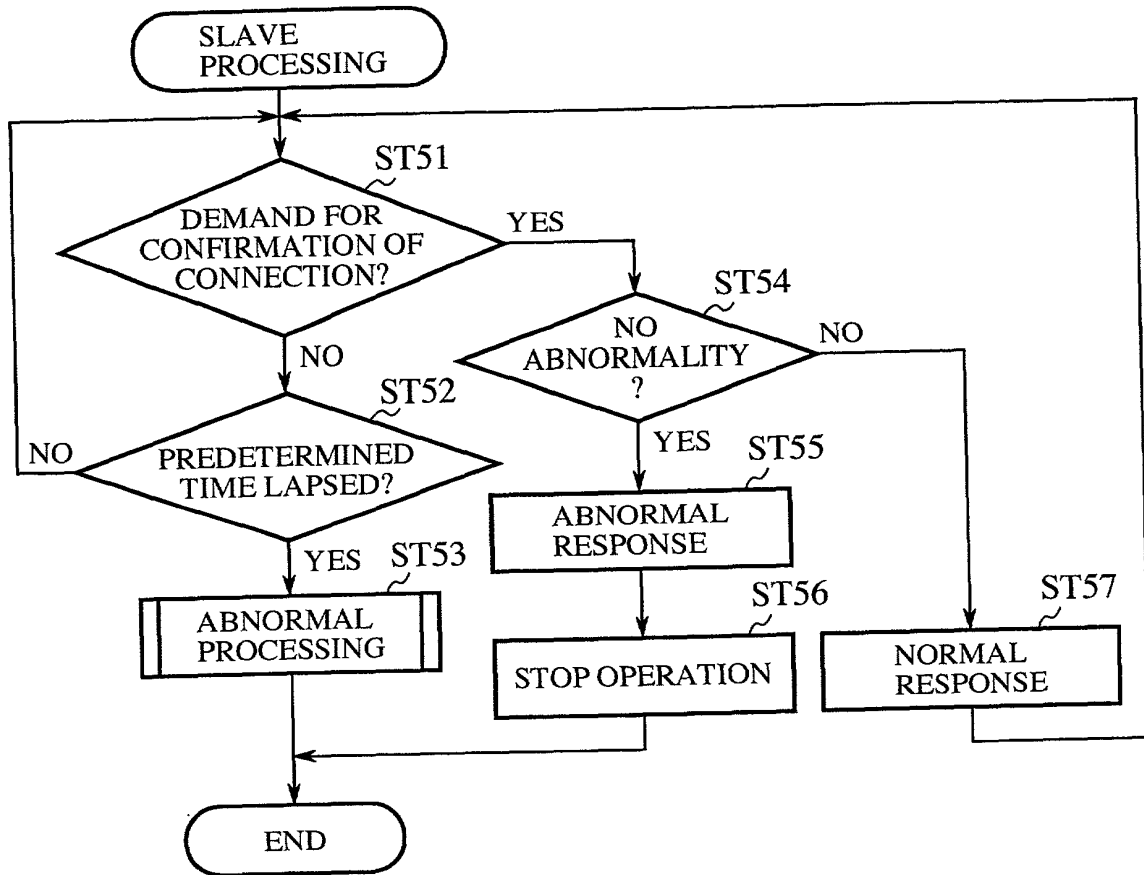 SLAVE
PROCESSING
ST51
DEMAND FOR
CONFIRMATION OF
CONNECTION?
YES
NO
ST54
NO
ABNORMALITY
?
NO
YES
ST52
PREDETERMINED
TIME LAPSED?
NO
YES
ST53
ABNORMAL
PROCESSING
ST55
ABNORMAL
RESPONSE
ST56
STOP OPERATION
ST57
NORMAL
RESPONSE
END